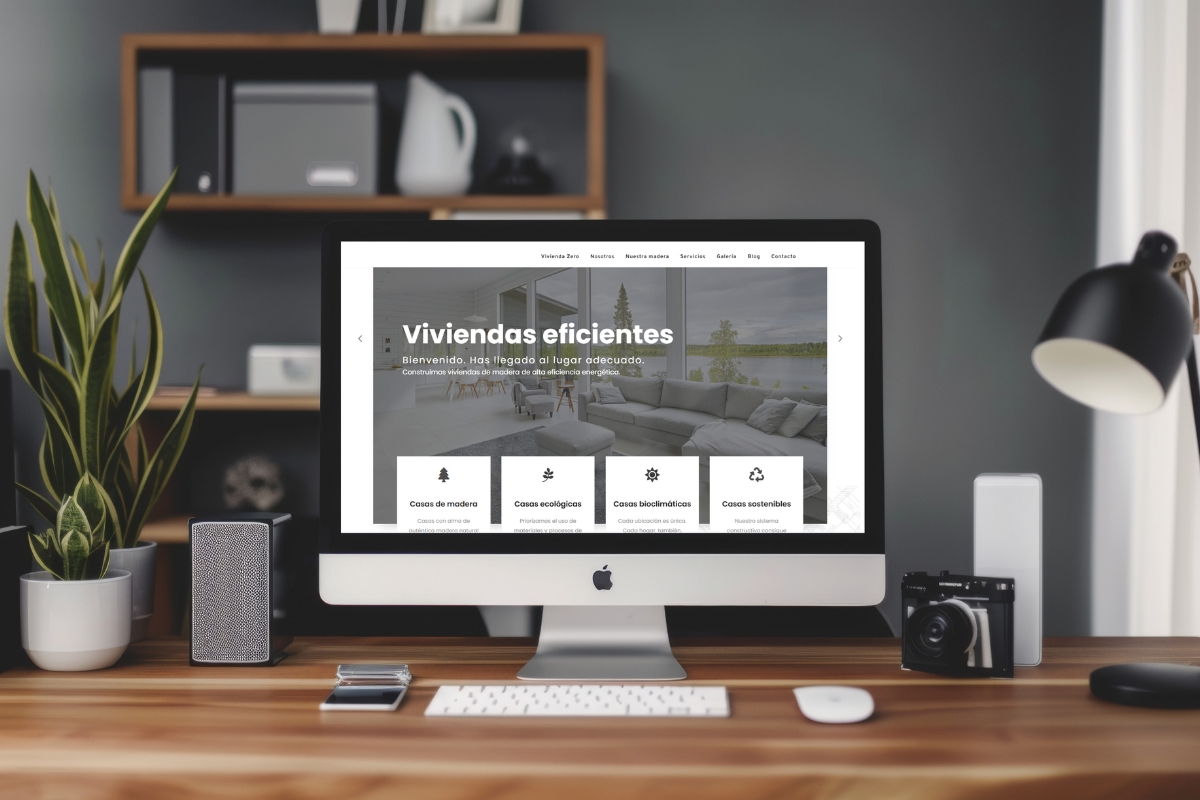 Vivienda Zero Nosotros Nuestra madera Servicios Galería Blog Contacto
Viviendas eficientes
Bienvenido. Has llegado al lugar adecuado.
Construimos viviendas de madera de alta eficiencia energética.
Casas de madera
Casas con alma de
auténtica madera natural
Casas ecológicas
Priorizamos el uso de
materiales y procesos de
Casas bioclimáticas
Cada ubicación es única.
Cada hogar, también.
Casas sostenibles
Nuestro sistema
constructivo consigue